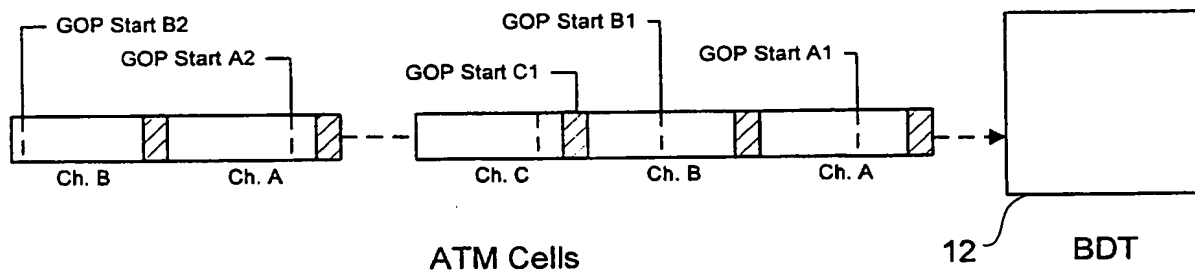 GOP Start B2
GOP Start A2
GOP Start C1
GOP Start B1
GOP Start A1
Ch. B
Ch. A
Ch. C
Ch. B
Ch. A
ATM Cells
12
BDT